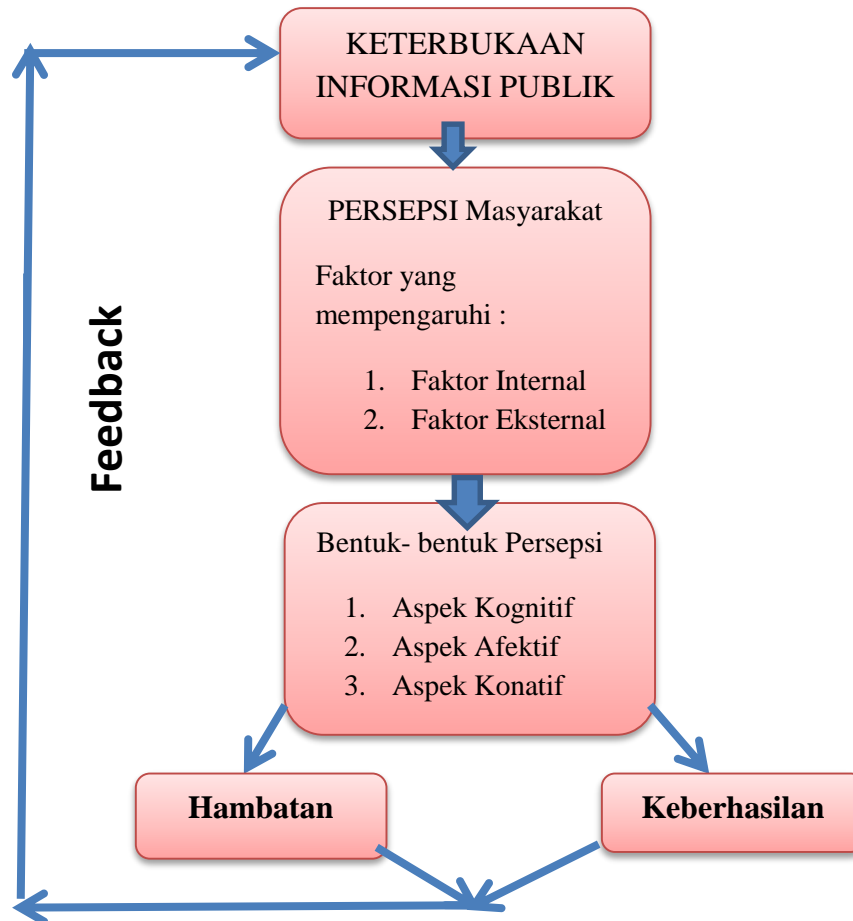 KETERBUKAAN
INFORMASI PUBLIK
PERSEPSI Masyarakat
Faktor yang
mempengaruhi :
1. Faktor Internal
2. Faktor Eksternal
Feedback
Bentuk- bentuk Persepsi
1. Aspek Kognitif
2. Aspek Afektif
3. Aspek Konatif
Hambatan
Keberhasilan